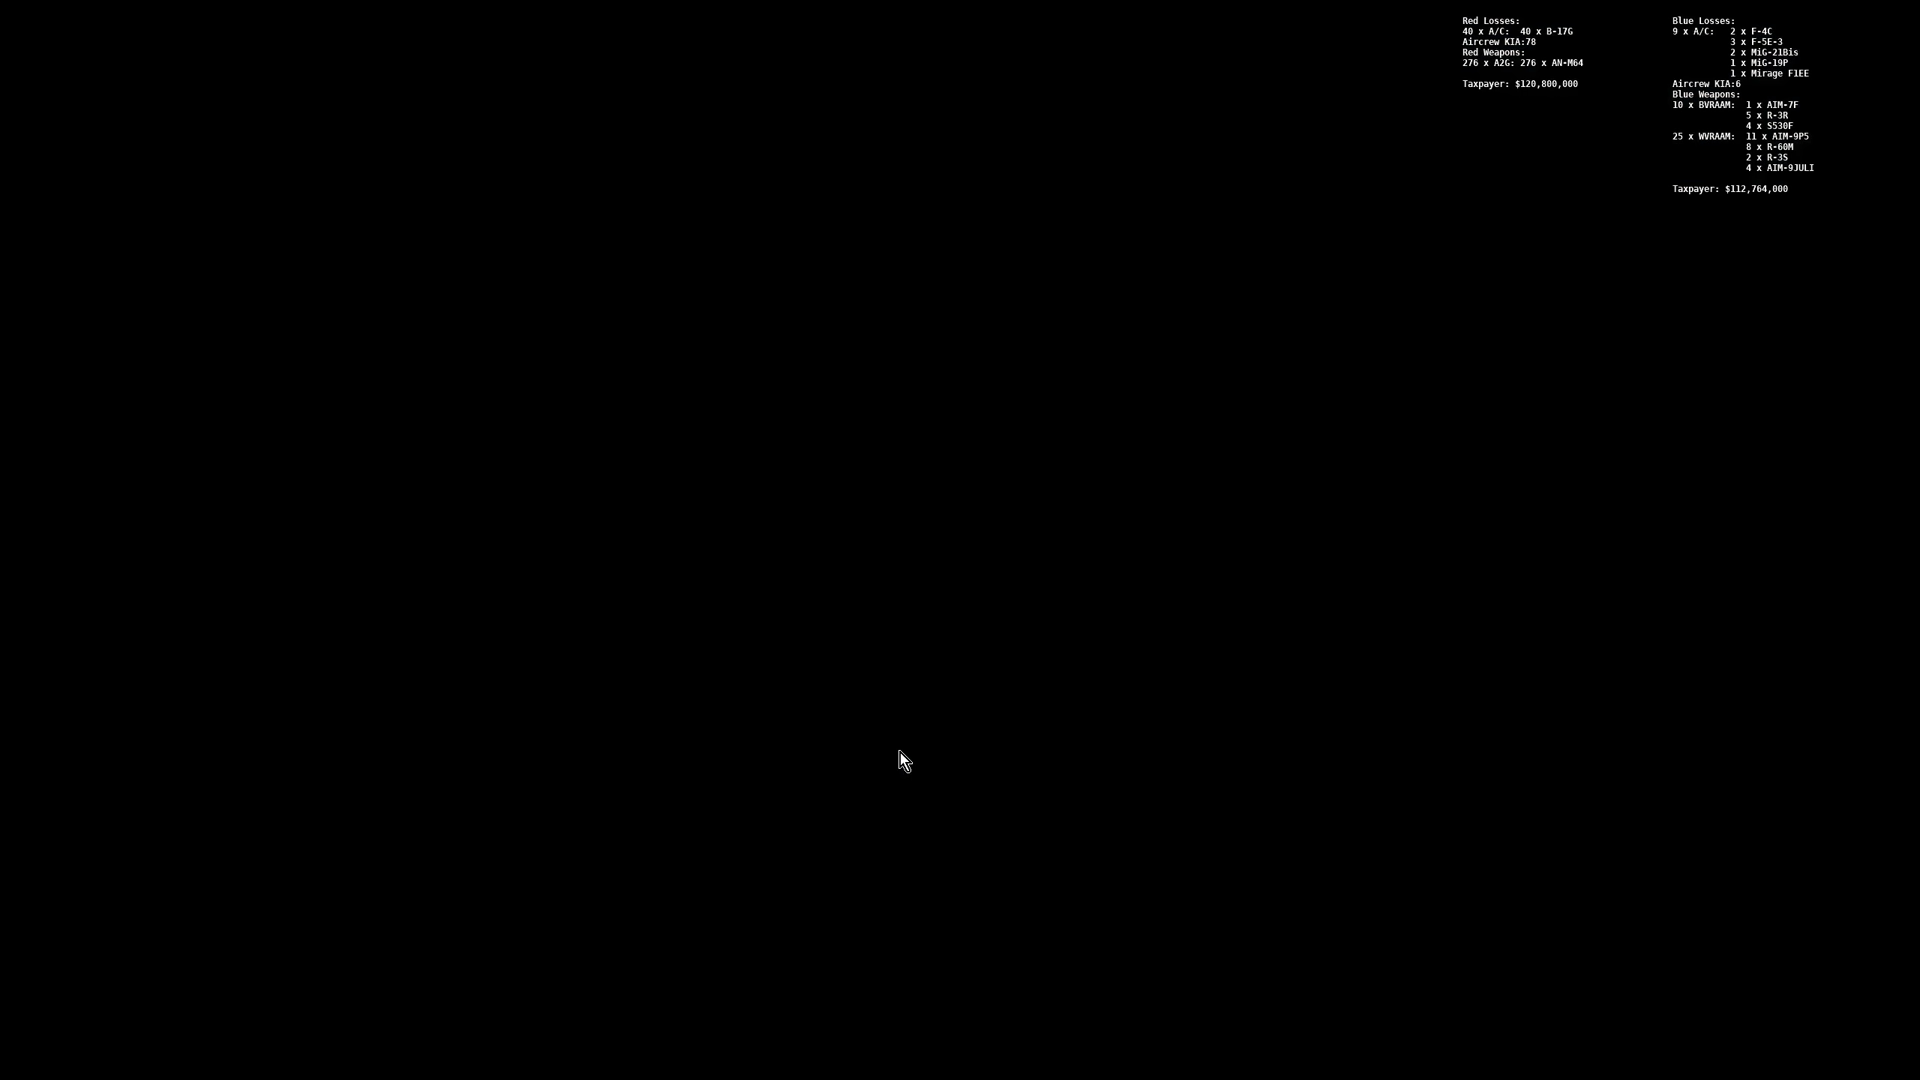 Red Losses:
40 x A/C:  40 x B-17G
Aircrew KIA:78
Red Weapons:
276 x A2G: 276 x AN-M64
Taxpayer: $120,800,000
Blue Losses:
9 x A/C:   2 x F-4C
3 x F-5E-3
2 x MiG-21Bis
1 x MiG-19P
1 x Mirage F1EE
Aircrew KIA:6
Blue Weapons:
10 x BVRAAM:  1 x AIM-7F
5 x R-3R
4 x S530F
25 x WVRAAM:  11 x AIM-9P5
8 x R-60M
2 x R-3S
4 x AIM-9JULI
Taxpayer: $112,764,000